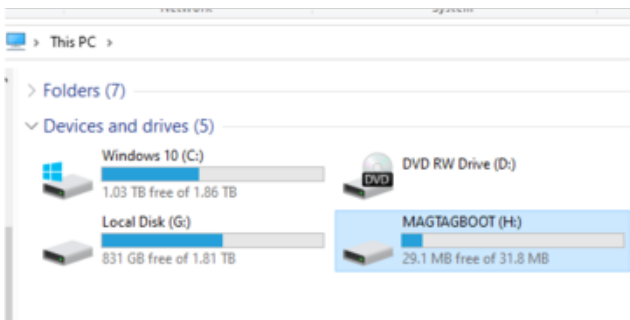 Network System
This PC
Folders (7)
Devices and drives (5)
Windows 10 (C:)
1.03 TB free of 1.86 TB
DVD RW Drive (D:)
DVD
Local Disk (G:)
831 GB free of 1.81 TB
MAGTAGBOOT (H:)
29.1 MB free of 31.8 MB